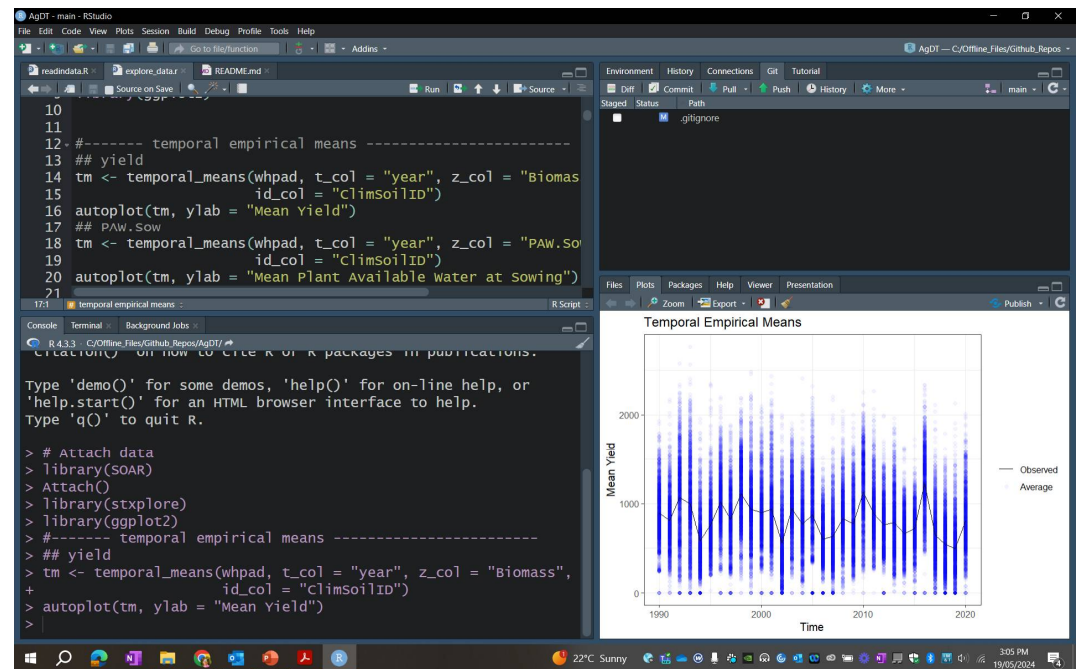 AgDT - main - RStudio
File Edit Code View Plots Session Build Debug Profile Tools Help
Go to file/function Addins
AgDT — C:/Offline_Files/Github_Repos
readindata.R explore_data.r README.md
Source on Save Run Source
10
11
12 #------- temporal empirical means ------------------------
13 ## yield
14 tm <- temporal_means(whpad, t_col = "year", z_col = "Biomas
15 id_col = "ClimSoilID")
16 autoplot(tm, ylab = "Mean Yield")
17 ## PAW.Sow
18 tm <- temporal_means(whpad, t_col = "year", z_col = "PAW.So
19 id_col = "ClimSoilID")
20 autoplot(tm, ylab = "Mean Plant Available Water at Sowing")
21
17:1 temporal empirical means R Script
Console Terminal Background Jobs
R 4.3.3 · C:/Offline_Files/Github_Repos/AgDT/
'citation()' on how to cite R or R packages in publications.
Type 'demo()' for some demos, 'help()' for on-line help, or
'help.start()' for an HTML browser interface to help.
Type 'q()' to quit R.
> # Attach data
> library(SOAR)
> Attach()
> library(stxplore)
> library(ggplot2)
> #------- temporal empirical means ------------------------
> ## yield
> tm <- temporal_means(whpad, t_col = "year", z_col = "Biomass",
+ id_col = "ClimSoilID")
> autoplot(tm, ylab = "Mean Yield")
>
Environment History Connections Git Tutorial
Diff Commit Pull Push History More main
Staged Status Path
M .gitignore
Files Plots Packages Help Viewer Presentation
Zoom Export Publish
Temporal Empirical Means
2000
1000
0
Mean Yield
1990 2000 2010 2020
Time
Observed
Average
22°C Sunny
3:05 PM
19/05/2024